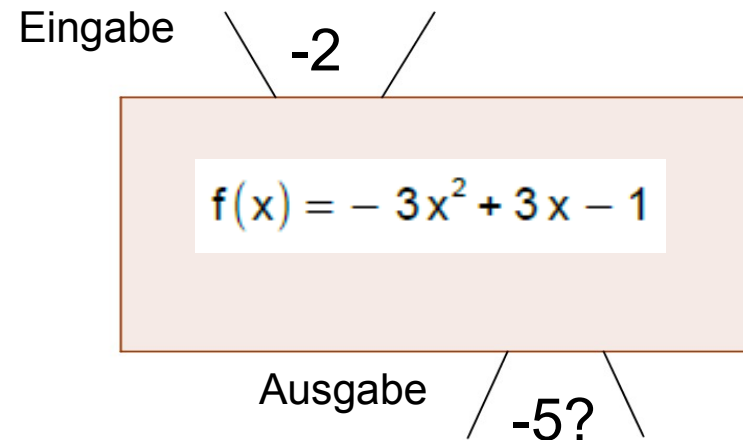 Eingabe
-2
f(x) = − 3x² + 3x − 1
Ausgabe
-5?